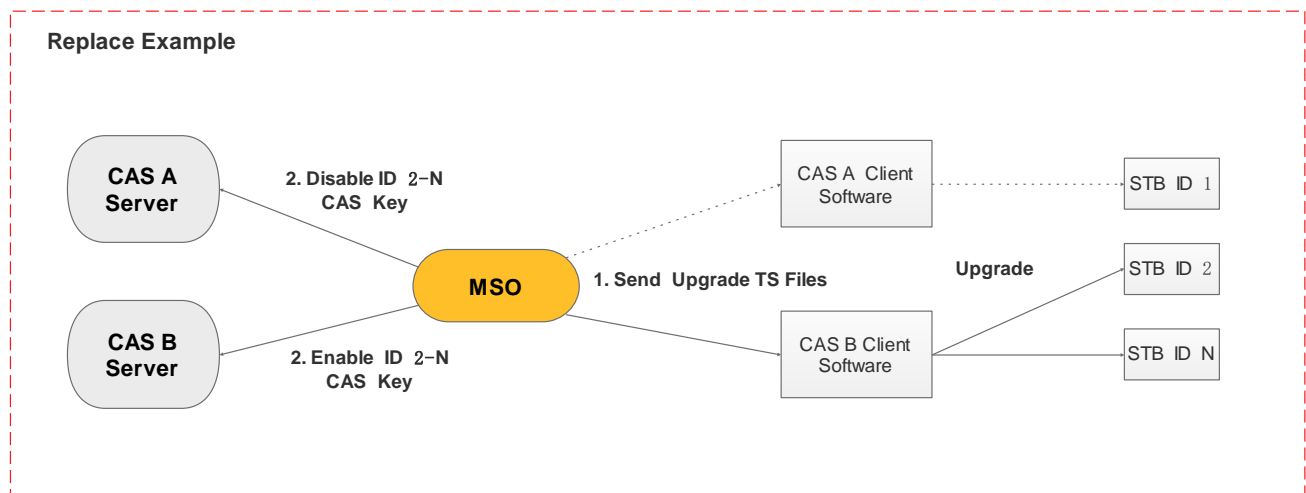 Replace Example
CAS A
Server
2. Disable ID 2-N
CAS Key
CAS A Client
Software
STB ID 1
MSO
1. Send Upgrade TS Files
Upgrade
STB ID 2
CAS B
Server
2. Enable ID 2-N
CAS Key
CAS B Client
Software
STB ID N